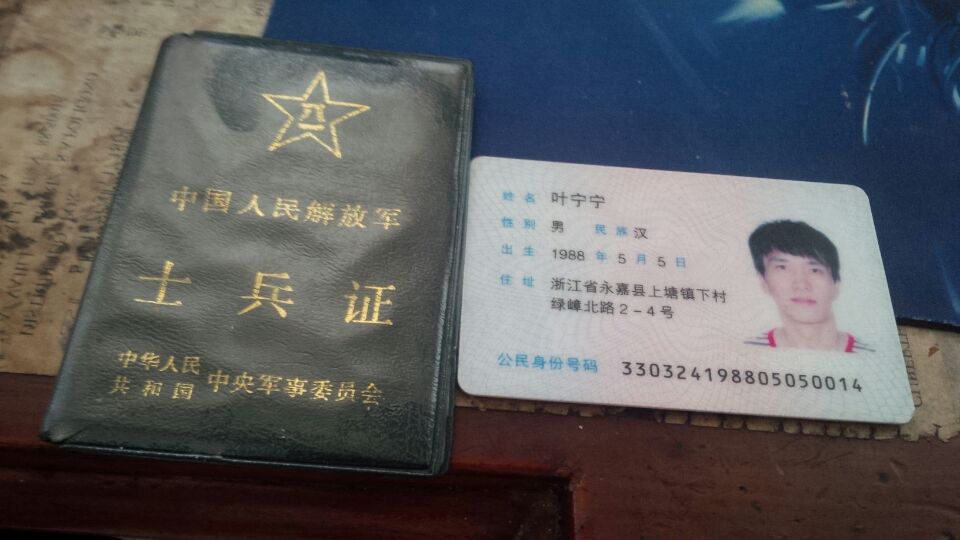 八一
中国人民解放军
士兵证
中华人民
共和国 中央军事委员会
姓名 叶宁宁
性别 男 民族 汉
出生 1988 年 5 月 5 日
住址 浙江省永嘉县上塘镇下村
绿嶂北路2-4号
公民身份号码 330324198805050014